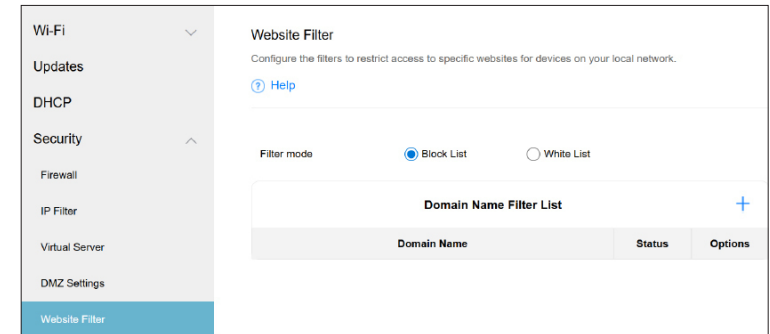 Wi-Fi
Updates
DHCP
Security
Firewall
IP Filter
Virtual Server
DMZ Settings
Website Filter
Website Filter
Configure the filters to restrict access to specific websites for devices on your local network.
? Help
Filter mode Block List White List
Domain Name Filter List +
Domain Name Status Options